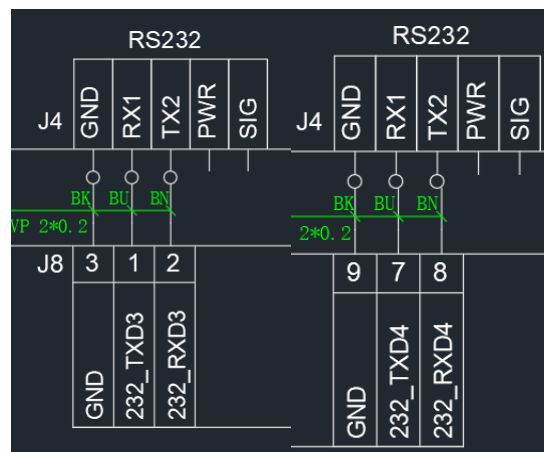 RS232
J4 GND RX1 TX2 PWR SIG
BK BU BN
VP 2*0.2
J8 3 1 2
GND 232_TXD3 232_RXD3
RS232
J4 GND RX1 TX2 PWR SIG
BK BU BN
2*0.2
9 7 8
GND 232_TXD4 232_RXD4